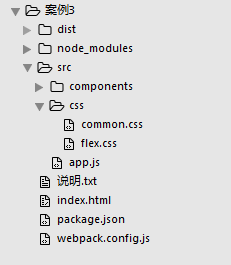 案例3
dist
node_modules
src
components
css
common.css
flex.css
app.js
说明.txt
index.html
package.json
webpack.config.js